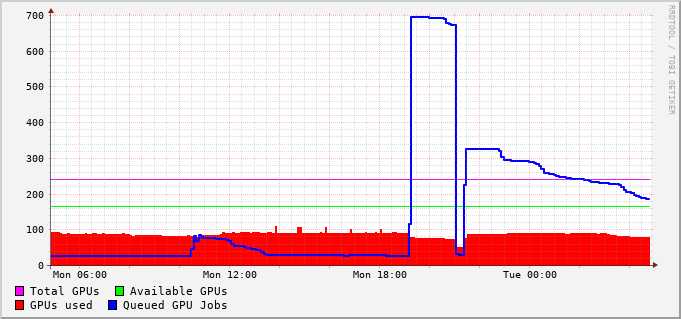 700
600
500
400
300
200
100
0
Mon 06:00 Mon 12:00 Mon 18:00 Tue 00:00
Total GPUs Available GPUs
GPUs used Queued GPU Jobs
RRDTOOL / TOBI OETIKER